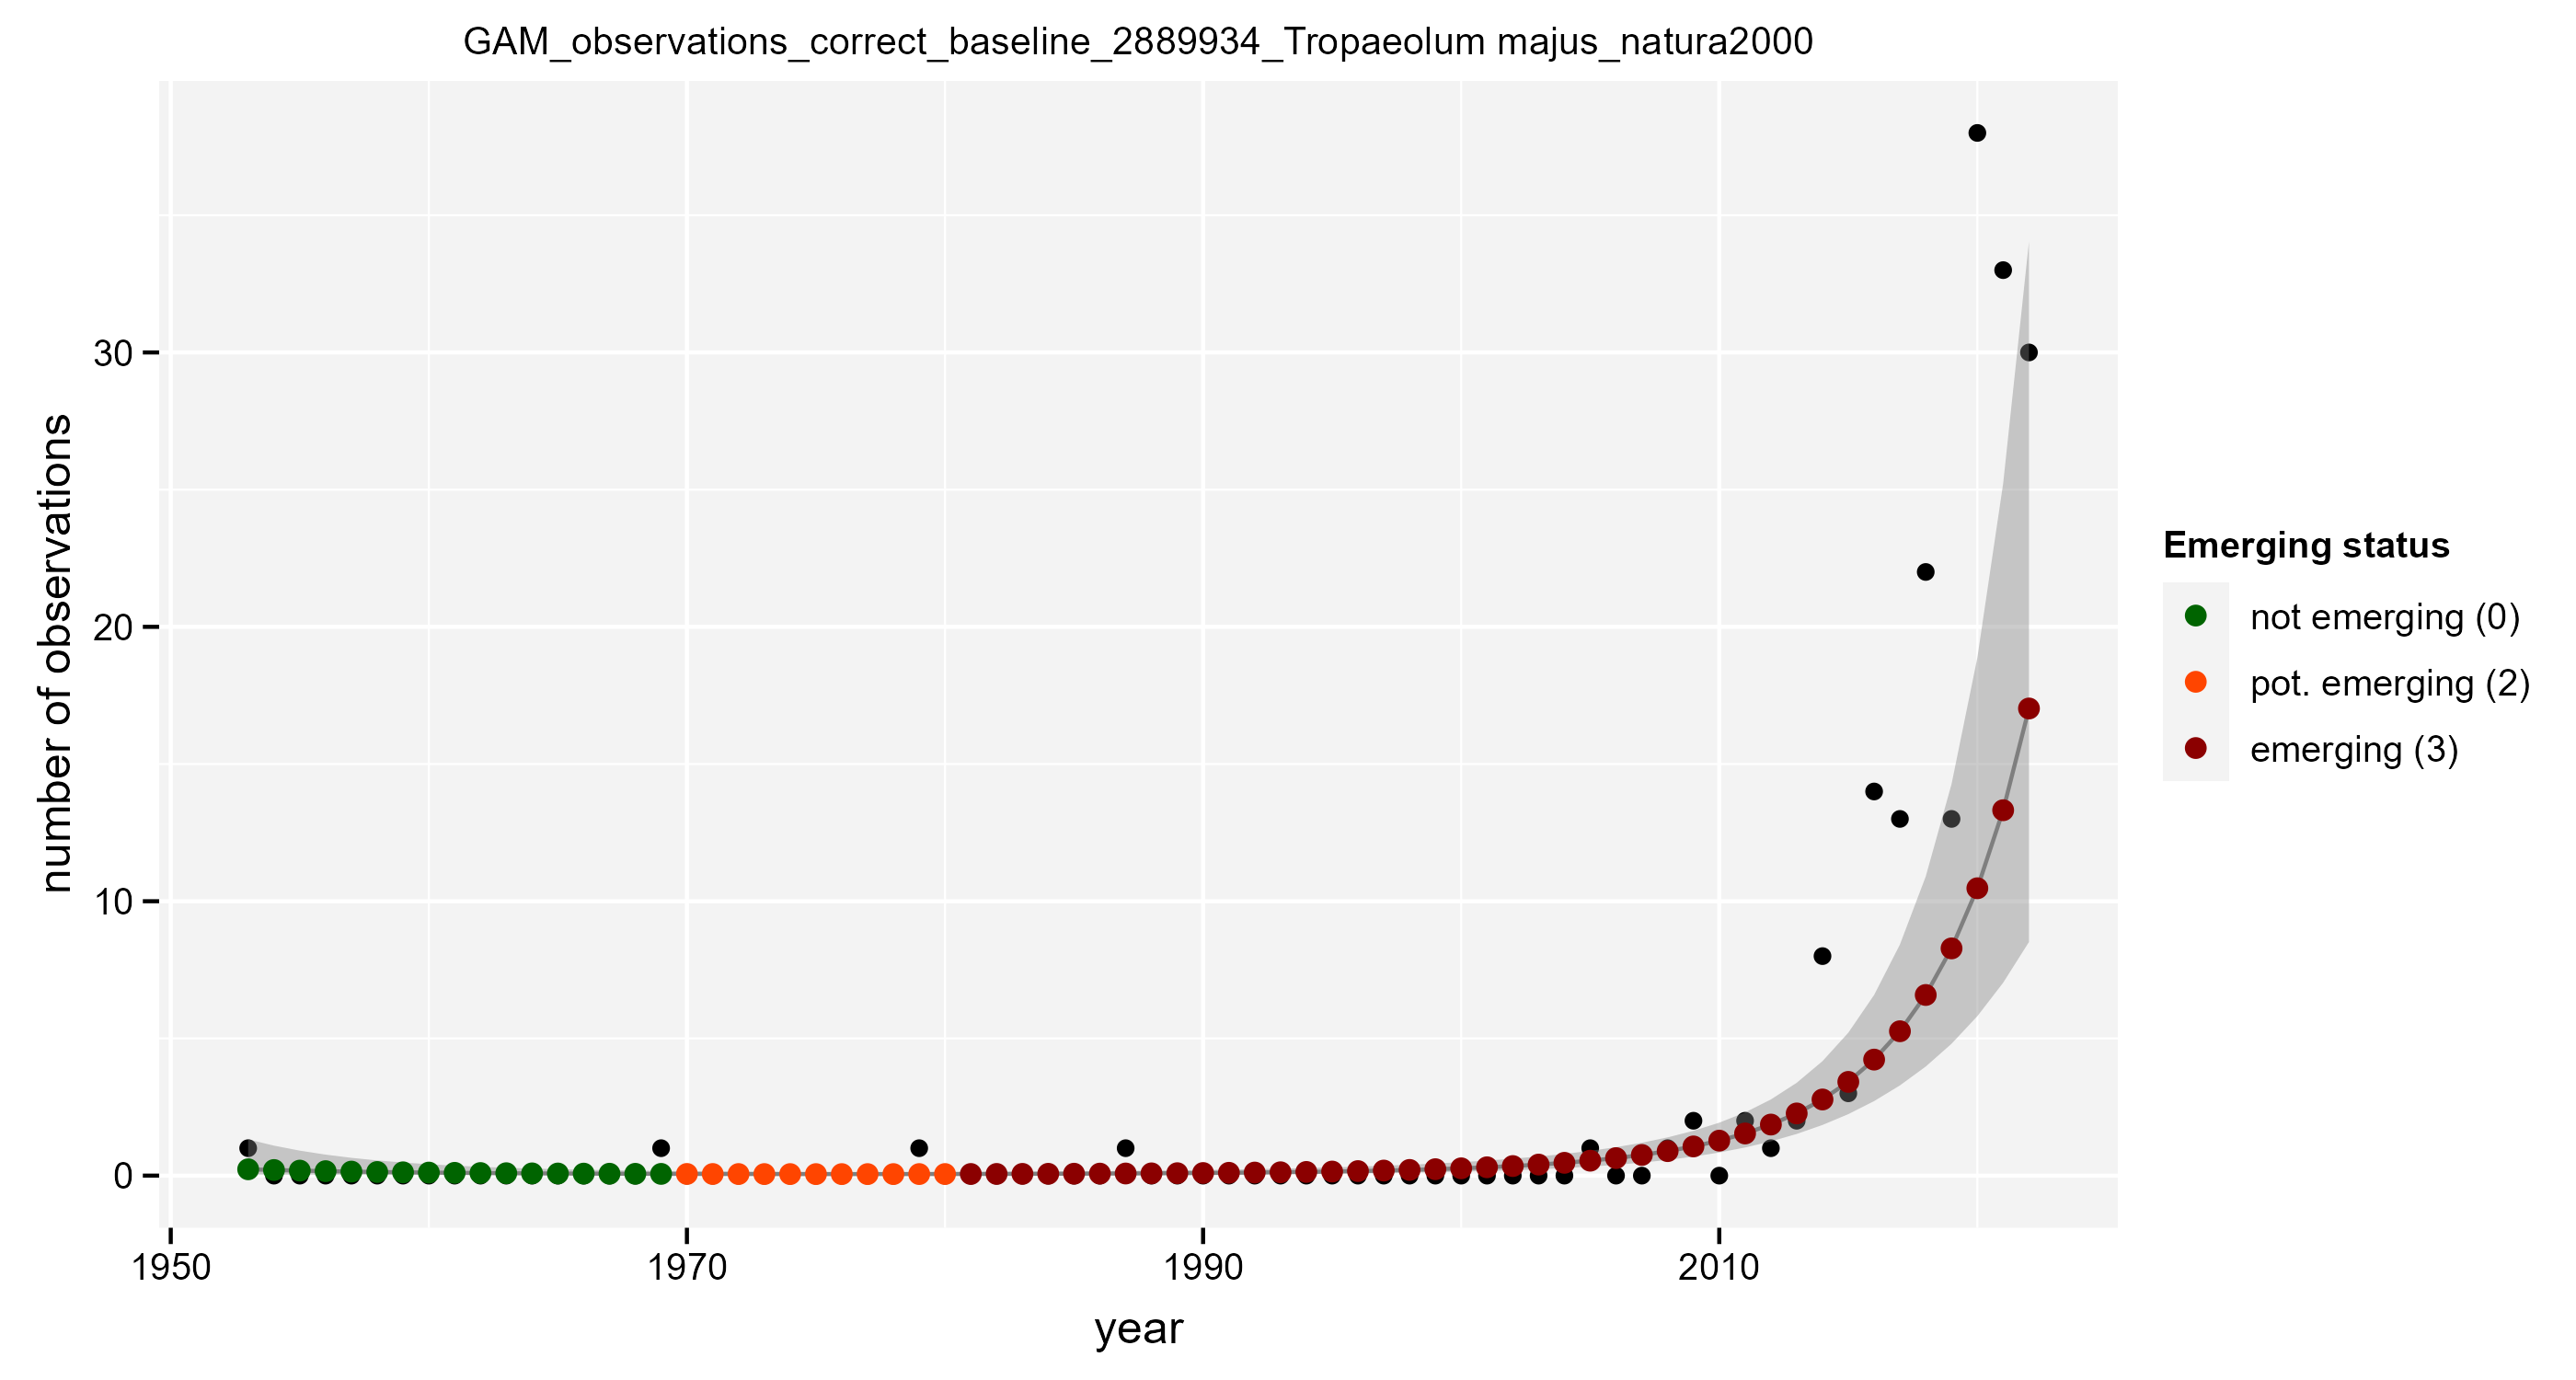 GAM_observations_correct_baseline_2889934_Tropaeolum majus_natura2000
number of observations
30
20
10
0
1950
1970
1990
2010
year
Emerging status
not emerging (0)
pot. emerging (2)
emerging (3)